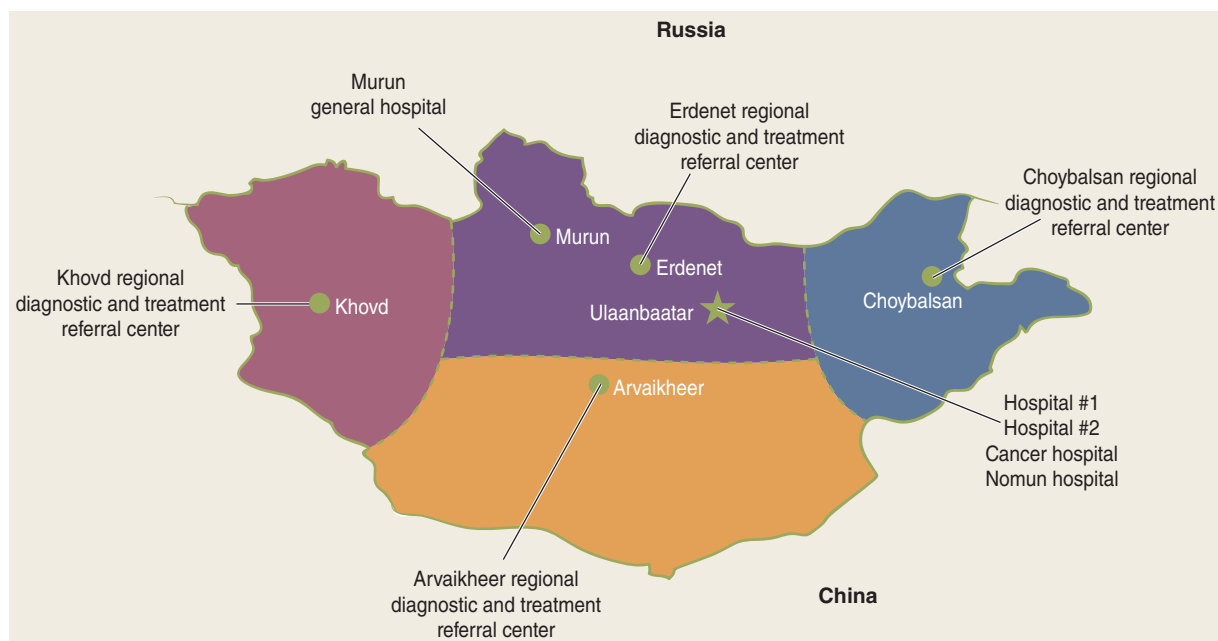 Russia
Murun
general hospital
Erdenet regional
diagnostic and treatment
referral center
Choybalsan regional
diagnostic and treatment
referral center
Khovd regional
diagnostic and treatment
referral center
Murun
Erdenet
Khovd
Ulaanbaatar
Choybalsan
Arvaikheer
Hospital #1
Hospital #2
Cancer hospital
Nomun hospital
Arvaikheer regional
diagnostic and treatment
referral center
China